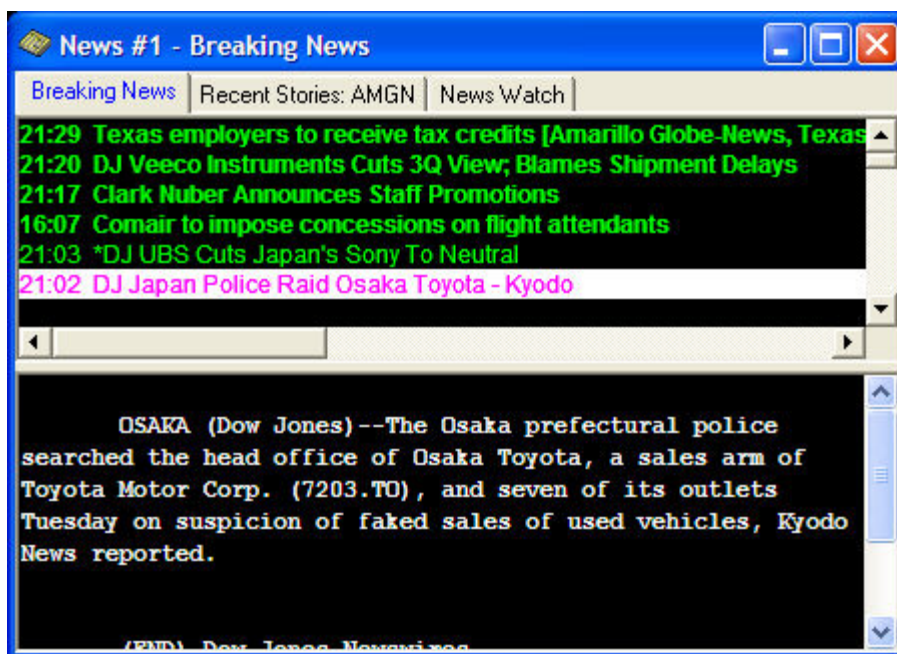 News #1 - Breaking News
Breaking News Recent Stories: AMGN News Watch
21:29 Texas employers to receive tax credits [Amarillo Globe-News, Texas
21:20 DJ Veeco Instruments Cuts 3Q View; Blames Shipment Delays
21:17 Clark Nuber Announces Staff Promotions
16:07 Comair to impose concessions on flight attendants
21:03 *DJ UBS Cuts Japan's Sony To Neutral
21:02 DJ Japan Police Raid Osaka Toyota - Kyodo
OSAKA (Dow Jones)--The Osaka prefectural police
searched the head office of Osaka Toyota, a sales arm of
Toyota Motor Corp. (7203.TO), and seven of its outlets
Tuesday on suspicion of faked sales of used vehicles, Kyodo
News reported.
(END) Dow Jones Newswires